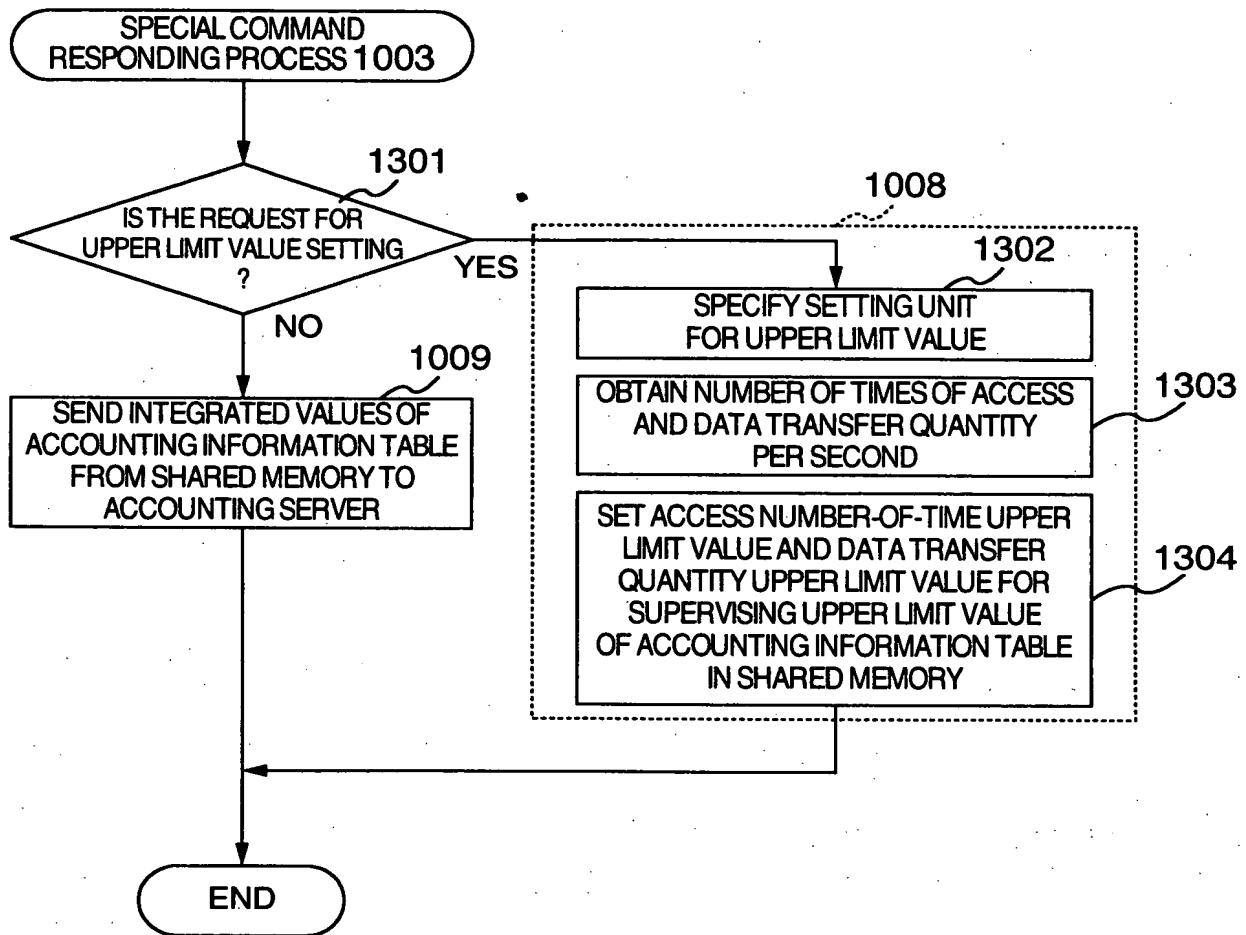 SPECIAL COMMAND
RESPONDING PROCESS 1003
1301
IS THE REQUEST FOR
UPPER LIMIT VALUE SETTING
?
YES
NO
1008
1302
SPECIFY SETTING UNIT
FOR UPPER LIMIT VALUE
1303
OBTAIN NUMBER OF TIMES OF ACCESS
AND DATA TRANSFER QUANTITY
PER SECOND
1009
SEND INTEGRATED VALUES OF
ACCOUNTING INFORMATION TABLE
FROM SHARED MEMORY TO
ACCOUNTING SERVER
1304
SET ACCESS NUMBER-OF-TIME UPPER
LIMIT VALUE AND DATA TRANSFER
QUANTITY UPPER LIMIT VALUE FOR
SUPERVISING UPPER LIMIT VALUE
OF ACCOUNTING INFORMATION TABLE
IN SHARED MEMORY
END